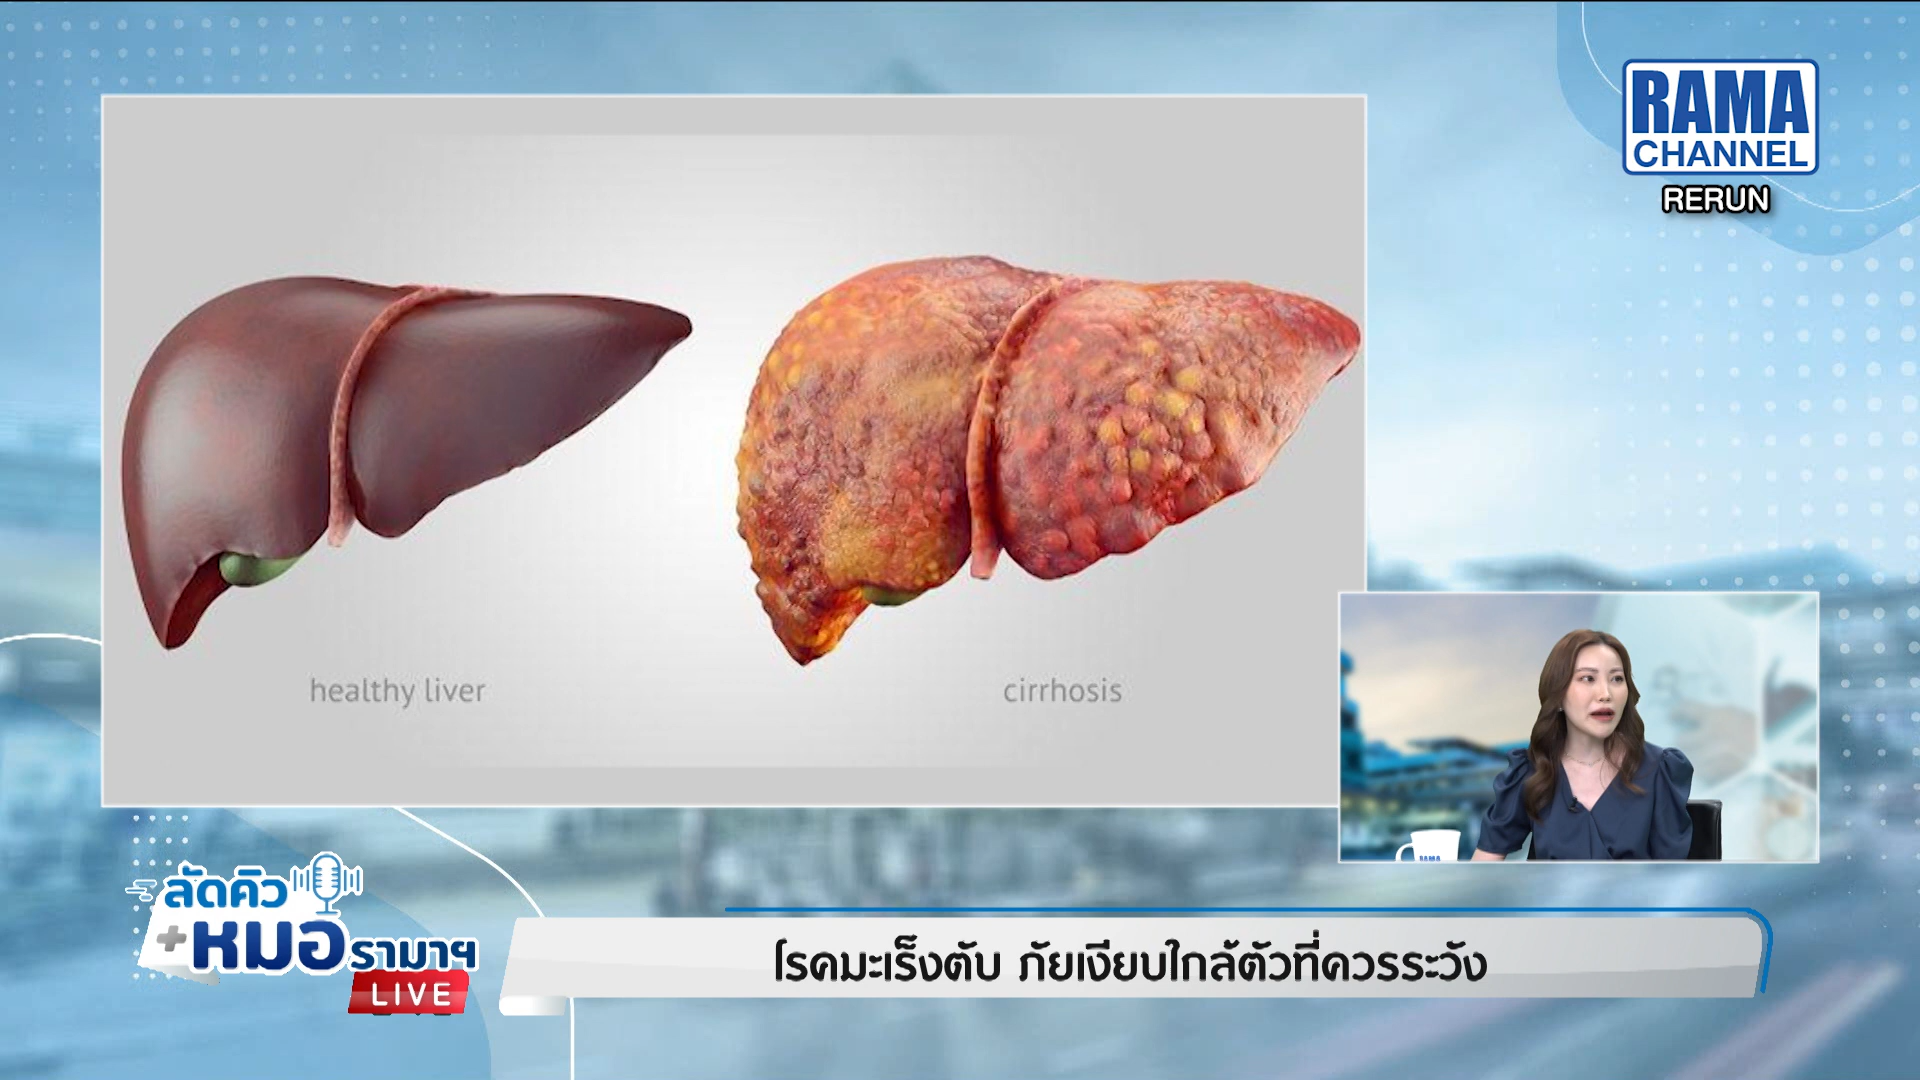 RAMA
CHANNEL
RERUN
healthy liver
cirrhosis
RAMA
ลัดคิว
หมอรามาฯ
LIVE
โรคมะเร็งตับ ภัยเงียบใกล้ตัวที่ควรระวัง